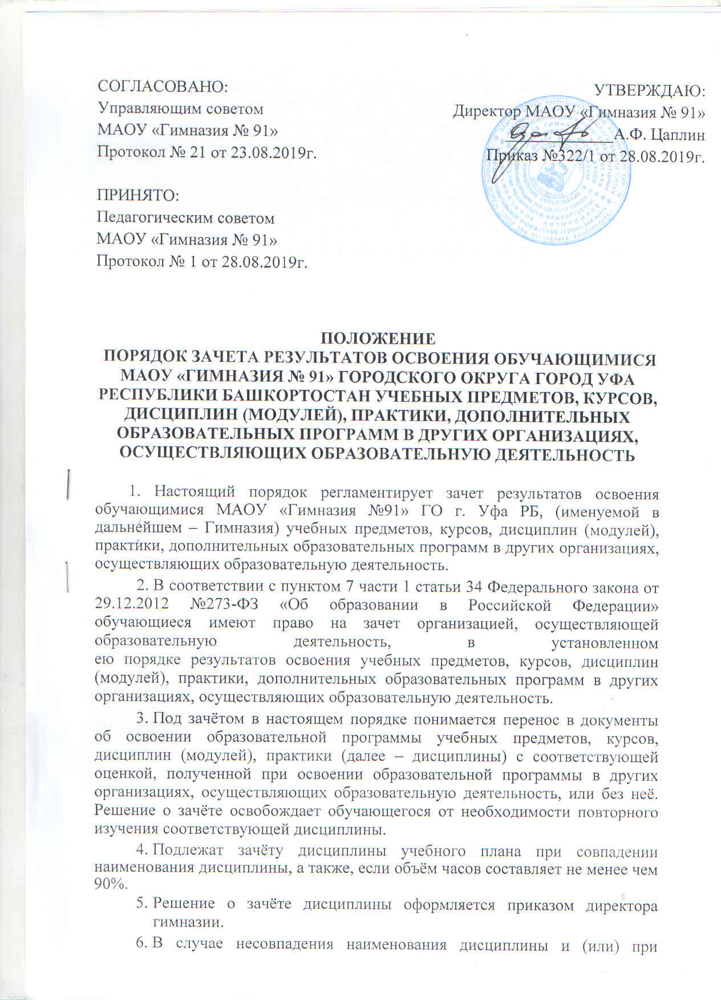 СОГЛАСОВАНО:
Управляющим советом
МАОУ «Гимназия № 91»
Протокол № 21 от 23.08.2019г.
УТВЕРЖДАЮ:
Директор МАОУ «Гимназия № 91»
А.Ф. Цаплин
Приказ №322/1 от 28.08.2019г.
ПРИНЯТО:
Педагогическим советом
МАОУ «Гимназия № 91»
Протокол № 1 от 28.08.2019г.
ПОЛОЖЕНИЕ
ПОРЯДОК ЗАЧЕТА РЕЗУЛЬТАТОВ ОСВОЕНИЯ ОБУЧАЮЩИМИСЯ
МАОУ «ГИМНАЗИЯ № 91» ГОРОДСКОГО ОКРУГА ГОРОД УФА
РЕСПУБЛИКИ БАШКОРТОСТАН УЧЕБНЫХ ПРЕДМЕТОВ, КУРСОВ,
ДИСЦИПЛИН (МОДУЛЕЙ), ПРАКТИКИ, ДОПОЛНИТЕЛЬНЫХ
ОБРАЗОВАТЕЛЬНЫХ ПРОГРАММ В ДРУГИХ ОРГАНИЗАЦИЯХ,
ОСУЩЕСТВЛЯЮЩИХ ОБРАЗОВАТЕЛЬНУЮ ДЕЯТЕЛЬНОСТЬ
1. Настоящий порядок регламентирует зачет результатов освоения
обучающимися МАОУ «Гимназия №91» ГО г. Уфа РБ, (именуемой в
дальнейшем – Гимназия) учебных предметов, курсов, дисциплин (модулей),
практики, дополнительных образовательных программ в других организациях,
осуществляющих образовательную деятельность.
2. В соответствии с пунктом 7 части 1 статьи 34 Федерального закона от
29.12.2012 №273-ФЗ «Об образовании в Российской Федерации»
обучающиеся имеют право на зачет организацией, осуществляющей
образовательную деятельность, в установленном
ею порядке результатов освоения учебных предметов, курсов, дисциплин
(модулей), практики, дополнительных образовательных программ в других
организациях, осуществляющих образовательную деятельность.
3. Под зачётом в настоящем порядке понимается перенос в документы
об освоении образовательной программы учебных предметов, курсов,
дисциплин (модулей), практики (далее – дисциплины) с соответствующей
оценкой, полученной при освоении образовательной программы в других
организациях, осуществляющих образовательную деятельность, или без неё.
Решение о зачёте освобождает обучающегося от необходимости повторного
изучения соответствующей дисциплины.
4. Подлежат зачёту дисциплины учебного плана при совпадении
наименования дисциплины, а также, если объём часов составляет не менее чем
90%.
5. Решение о зачёте дисциплины оформляется приказом директора
гимназии.
6. В случае несовпадения наименования дисциплины и (или) при